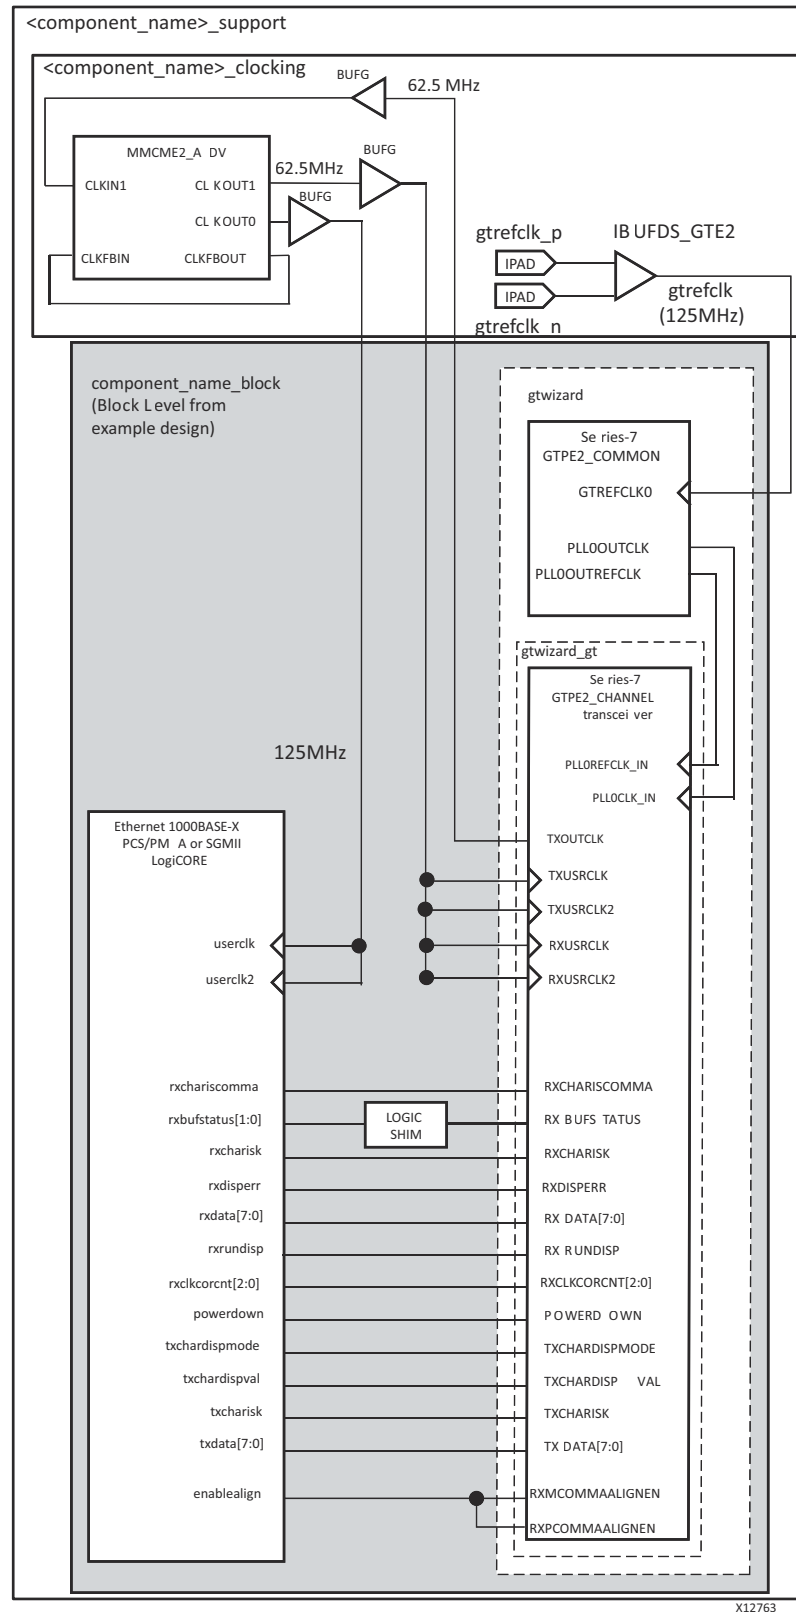 <component_name>_support
<component_name>_clocking
BUFG
62.5 MHz
MMCME2_A DV
BUFG
CLKIN1
CL KOUT1
62.5MHz
BUFG
CL KOUT0
CLKFBIN
CLKFBOUT
gtrefclk_p
IB UFDS_GTE2
IPAD
IPAD
gtrefclk
(125MHz)
gtrefclk n
component_name_block
(Block Level from
example design)
gtwizard
Se ries-7
GTPE2_COMMON
GTREFCLK0
PLL0OUTCLK
PLL0OUTREFCLK
gtwizard_gt
Se ries-7
GTPE2_CHANNEL
transcei ver
125MHz
PLL0REFCLK_IN
PLL0CLK_IN
Ethernet 1000BASE-X
PCS/PM A or SGMII
LogiCORE
TXOUTCLK
TXUSRCLK
TXUSRCLK2
userclk
RXUSRCLK
userclk2
RXUSRCLK2
rxchariscomma
RXCHARISCOMMA
rxbufstatus[1:0]
LOGIC
SHIM
RX BUFS TATUS
rxcharisk
RXCHARISK
rxdisperr
RXDISPERR
rxdata[7:0]
RX DATA[7:0]
rxrundisp
RX RUNDISP
rxclkcorcnt[2:0]
RXCLKCORCNT[2:0]
powerdown
POWERD OWN
txchardispmode
TXCHARDISPMODE
txchardispval
TXCHARDISP VAL
txcharisk
TXCHARISK
txdata[7:0]
TX DATA[7:0]
enablealign
RXMCOMMAALIGNEN
RXPCOMMAALIGNEN
X12763